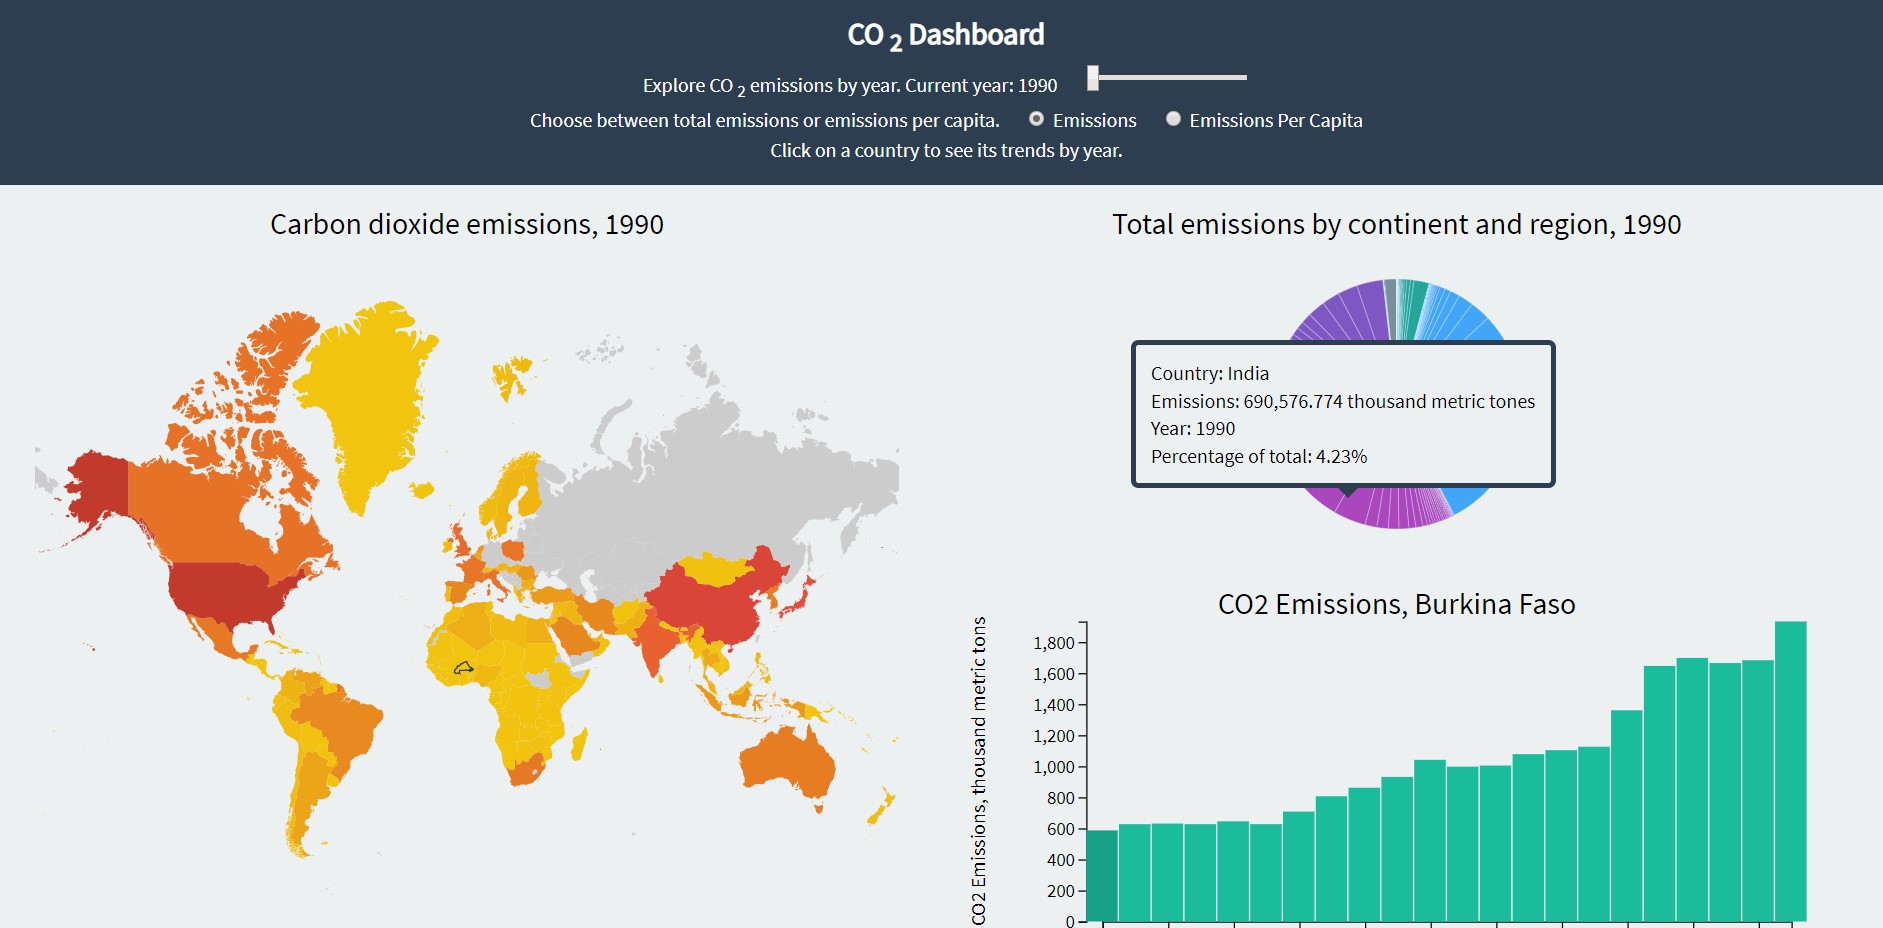 CO 2 Dashboard
Explore CO 2 emissions by year. Current year: 1990
Choose between total emissions or emissions per capita. Emissions Emissions Per Capita
Click on a country to see its trends by year.
Carbon dioxide emissions, 1990
Total emissions by continent and region, 1990
Country: India
Emissions: 690,576.774 thousand metric tones
Year: 1990
Percentage of total: 4.23%
CO2 Emissions, Burkina Faso
CO2 Emissions, thousand metric tons
1,800
1,600
1,400
1,200
1,000
800
600
400
200
0